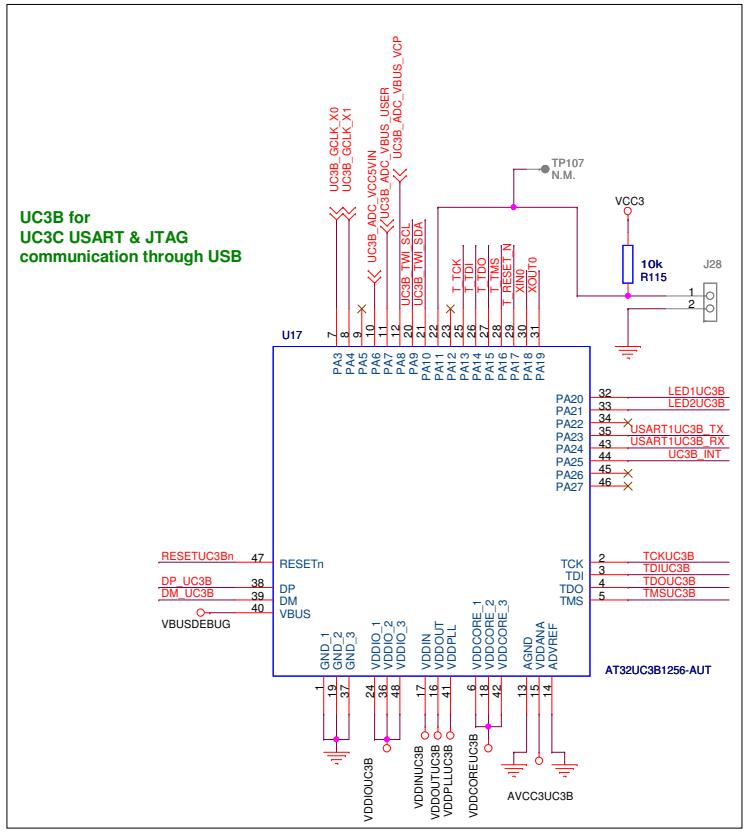 UC3B for
UC3C USART & JTAG
communication through USB
UC3B_GCLK_X0
UC3B_GCLK_X1
UC3B_ADC_VCC5VIN
UC3B_ADC_VBUS_USER
UC3B_ADC_VBUS_VCP
UC3B_TWI_SCL
UC3B_TWI_SDA
T_TCK
T_TDI
T_TDO
T_TMS
T_RESET_N
XIN0
XOUT0
TP107
N.M.
VCC3
10k
R115
J28
1
2
U17
7
8
9
10
11
12
20
21
22
23
25
26
27
28
29
30
31
PA3
PA4
PA5
PA6
PA7
PA8
PA9
PA10
PA11
PA12
PA13
PA14
PA15
PA16
PA17
PA18
PA19
PA20 32 LED1UC3B
PA21 33 LED2UC3B
PA22 34
PA23 35 USART1UC3B_TX
PA24 43 USART1UC3B_RX
PA25 44 UC3B_INT
PA26 45
PA27 46
RESETUC3Bn 47 RESETn
DP_UC3B 38 DP
DM_UC3B 39 DM
40 VBUS
VBUSDEBUG
TCK 2 TCKUC3B
TDI 3 TDIUC3B
TDO 4 TDOUC3B
TMS 5 TMSUC3B
GND_1
GND_2
GND_3
VDDIO_1
VDDIO_2
VDDIO_3
VDDIN
VDDOUT
VDDPLL
VDDCORE_1
VDDCORE_2
VDDCORE_3
AGND
VDDANA
ADVREF
AT32UC3B1256-AUT
1
19
37
24
36
48
17
16
41
6
18
42
13
15
14
VDDIOUC3B
VDDINUC3B
VDDOUTUC3B
VDDPLLUC3B
VDDCOREUC3B
AVCC3UC3B